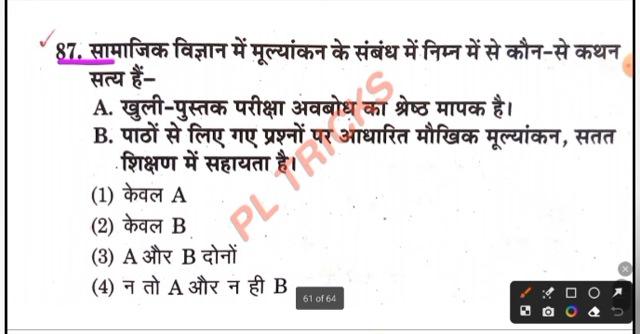 87. सामाजिक विज्ञान में मूल्यांकन के संबंध में निम्न में से कौन-से कथन
सत्य हैं–
A. खुली-पुस्तक परीक्षा अवबोध का श्रेष्ठ मापक है।
B. पाठों से लिए गए प्रश्नों पर आधारित मौखिक मूल्यांकन, सतत
शिक्षण में सहायता है।
(1) केवल A
(2) केवल B
(3) A और B दोनों
(4) न तो A और न ही B
PL TRICKS
61 of 64